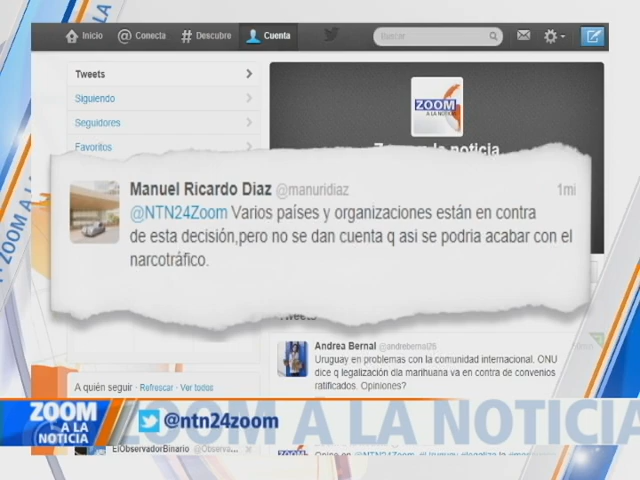 Inicio @ Conecta # Descubre Cuenta
Buscar
Tweets
Siguiendo
Seguidores
Favoritos
ZOOM
A LA NOTICIA
Manuel Ricardo Diaz @manuridiaz 1mi
@NTN24Zoom Varios países y organizaciones están en contra
de esta decisión,pero no se dan cuenta q asi se podria acabar con el
narcotráfico.
Tweets
Andrea Bernal @andrebernal25
Uruguay en problemas con la comunidad internacional. ONU
dice q legalización dla marihuana va en contra de convenios
ratificados. Opiniones?
A quién seguir · Refrescar · Ver todos
ZOOM
A LA
NOTICIA
@ntn24zoom
ZOOM A LA NOTICIA
ElObservadorBinario @Observa...